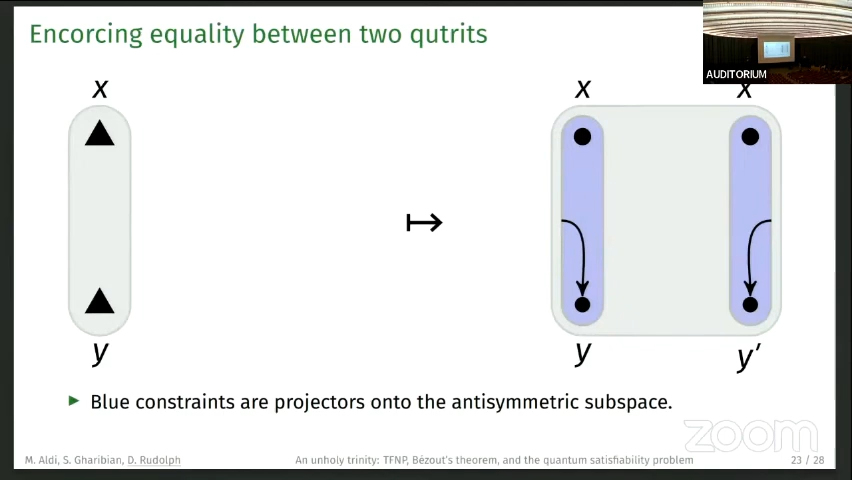 Encorcing equality between two qutrits
AUDITORIUM
x
x
x
y
y
y′
Blue constraints are projectors onto the antisymmetric subspace.
zoom
M. Aldi, S. Gharibian, D. Rudolph
An unholy trinity: TFNP, Bézout's theorem, and the quantum satisfiability problem
23 / 28